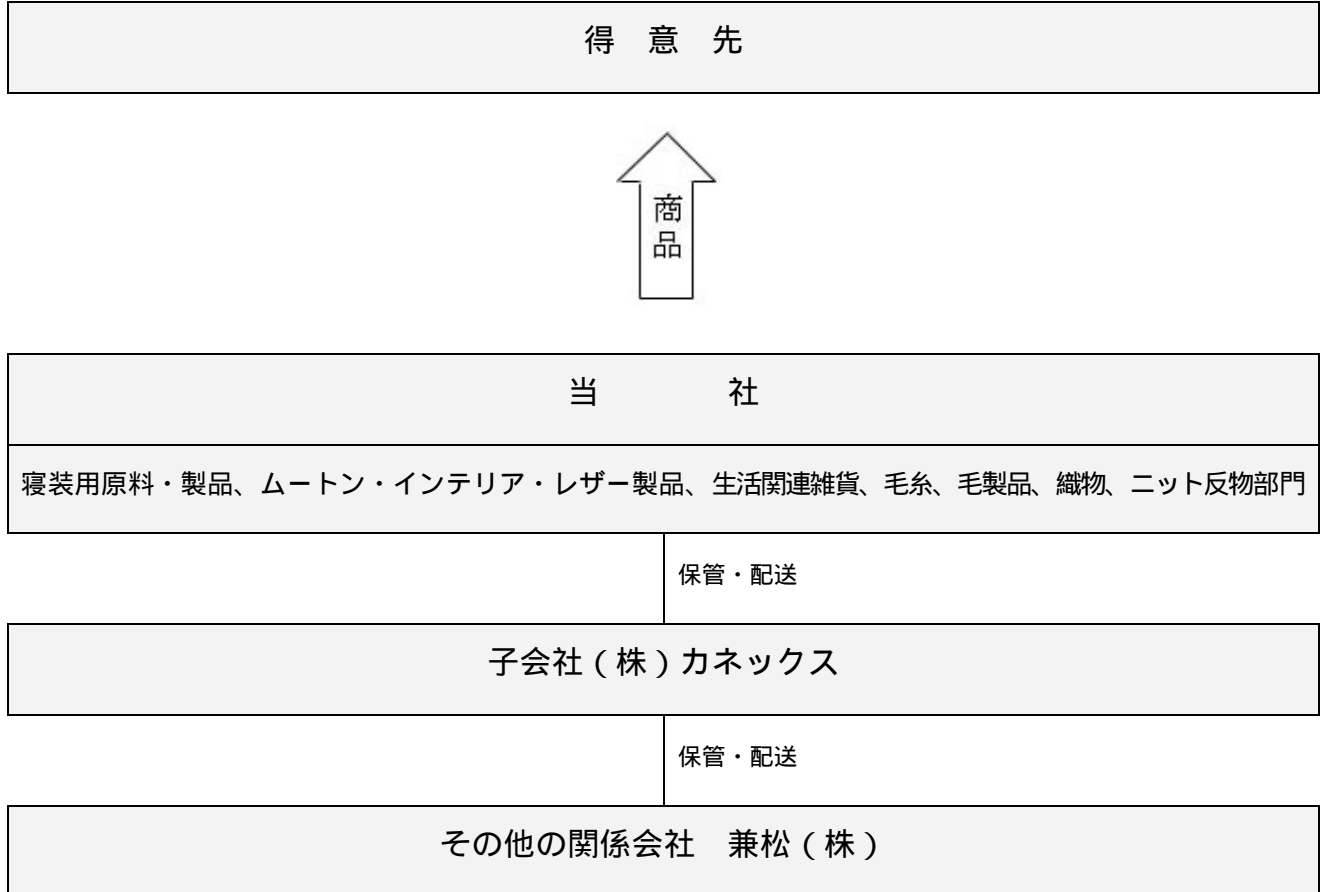 得　意　先
商品
当　　　社
寝装用原料・製品、ムートン・インテリア・レザー製品、生活関連雑貨、毛糸、毛製品、織物、ニット反物部門
保管・配送
子会社（株）カネックス
保管・配送
その他の関係会社　兼松（株）